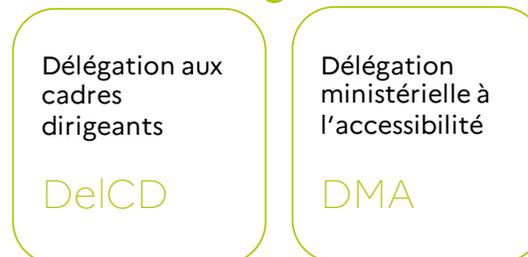 Délégation aux
cadres
dirigeants
DelCD
Délégation
ministérielle à
l'accessibilité
DMA